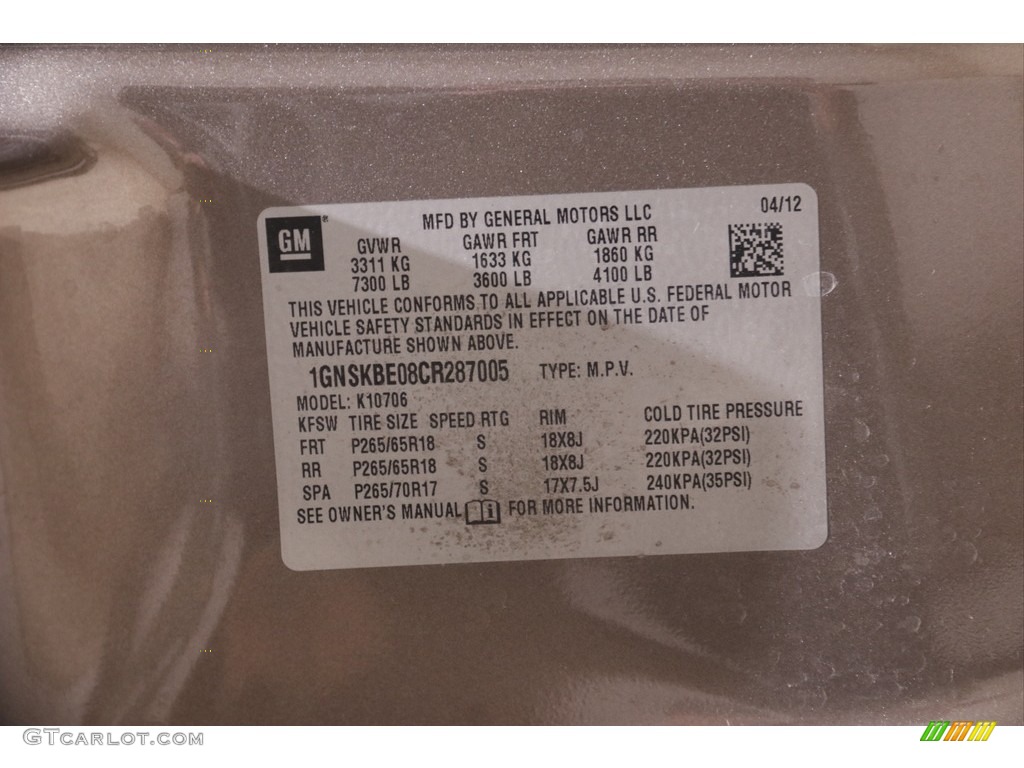 MFD BY GENERAL MOTORS LLC 04/12
GM®
GVWR GAWR FRT GAWR RR
3311 KG 1633 KG 1860 KG
7300 LB 3600 LB 4100 LB
THIS VEHICLE CONFORMS TO ALL APPLICABLE U.S. FEDERAL MOTOR
VEHICLE SAFETY STANDARDS IN EFFECT ON THE DATE OF
MANUFACTURE SHOWN ABOVE.
1GNSKBE08CR287005 TYPE: M.P.V.
MODEL: K10706
KFSW TIRE SIZE SPEED RTG RIM COLD TIRE PRESSURE
FRT P265/65R18 S 18X8J 220KPA(32PSI)
RR P265/65R18 S 18X8J 220KPA(32PSI)
SPA P265/70R17 S 17X7.5J 240KPA(35PSI)
SEE OWNER'S MANUAL i FOR MORE INFORMATION.
GTcarlot.com